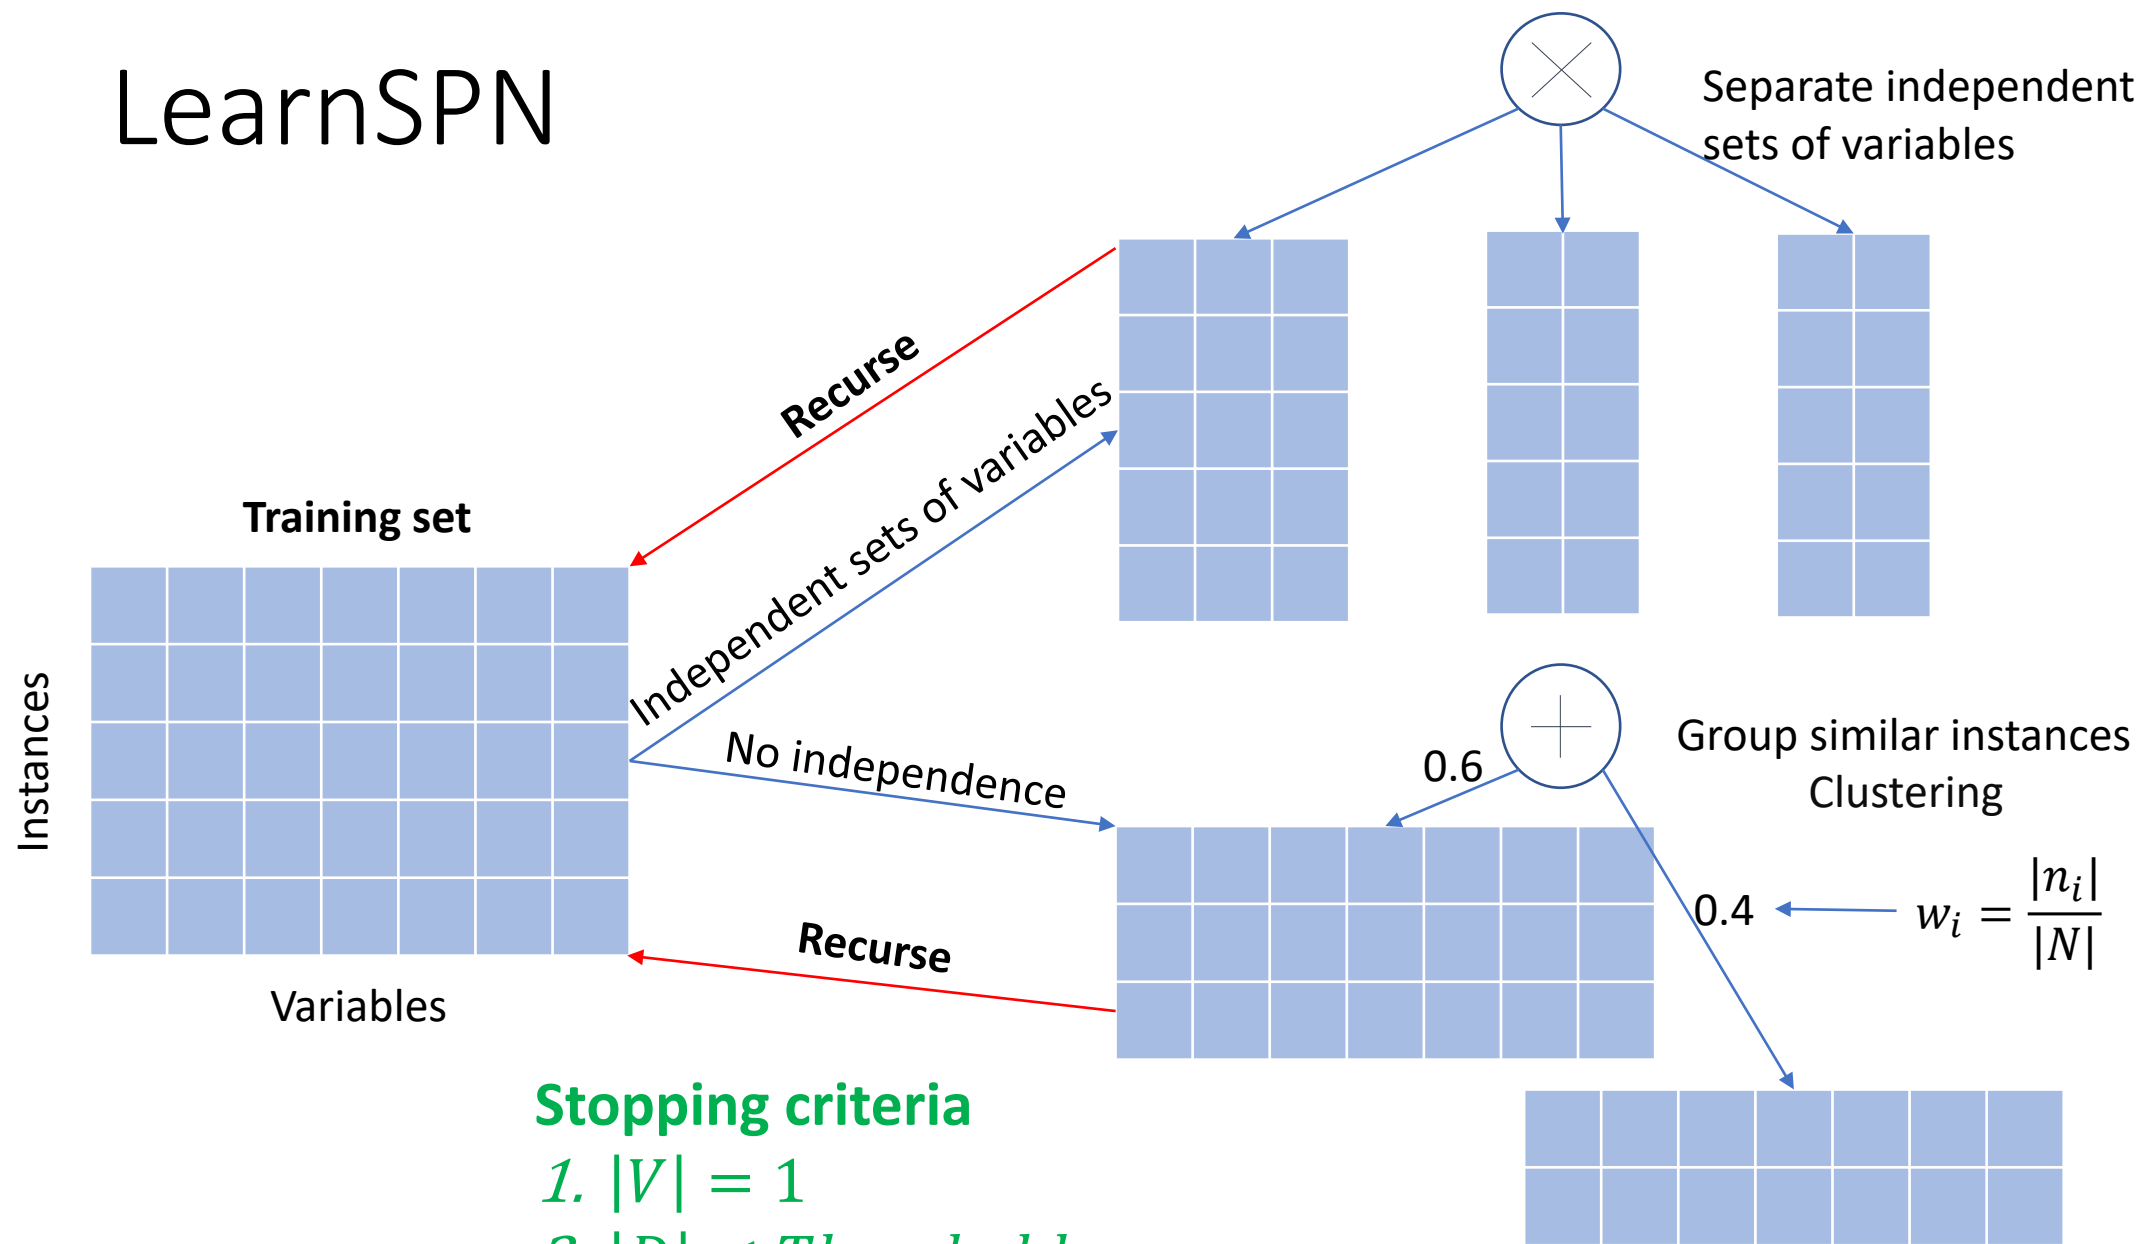 LearnSPN
Separate independent
sets of variables
Recurse
Independent sets of variables
Training set
Instances
Variables
No independence
Recurse
0.6
Group similar instances
Clustering
0.4
w_i = |n_i| / |N|
Stopping criteria
1. |V| = 1